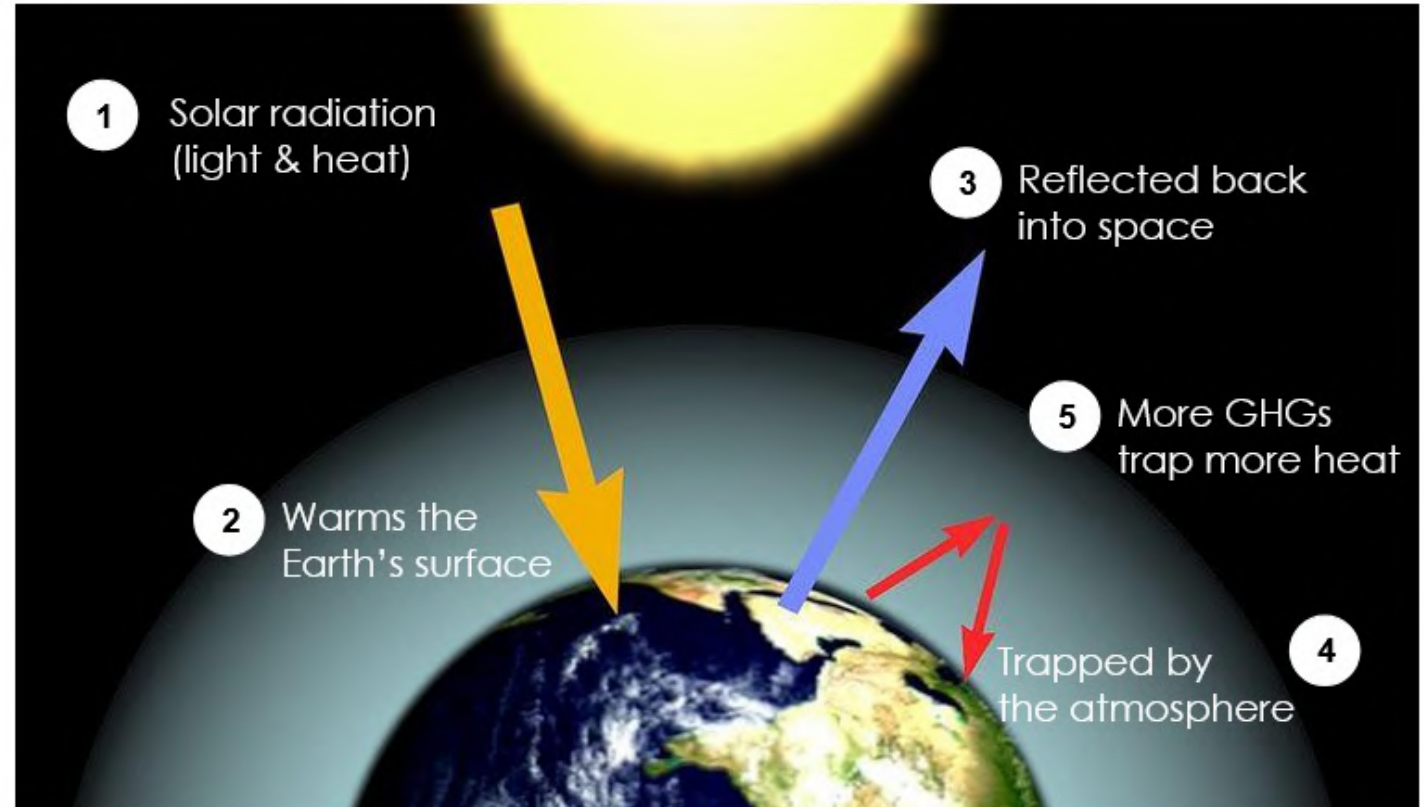 1
Solar radiation
(light & heat)
2
Warms the
Earth's surface
3
Reflected back
into space
5
More GHGs
trap more heat
4
Trapped by
the atmosphere